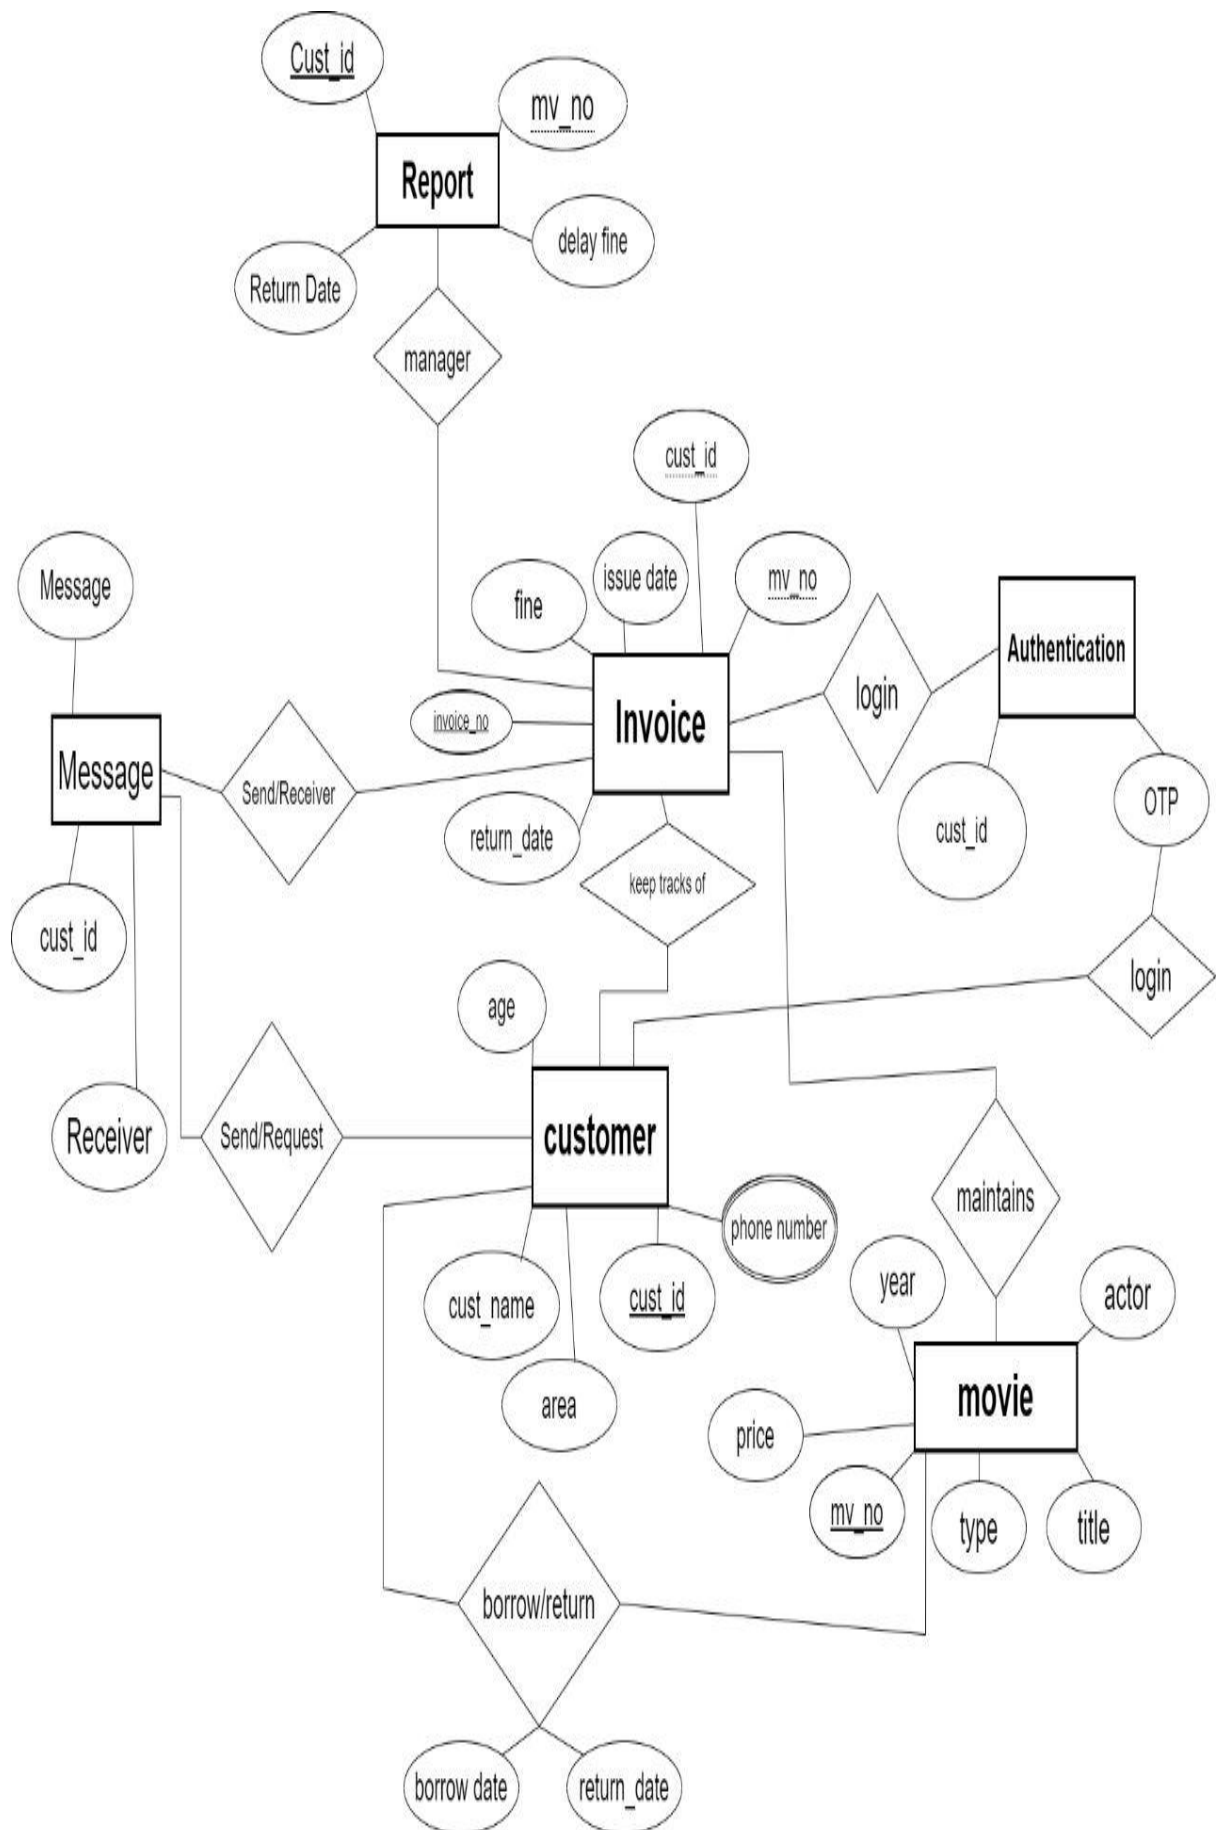 Cust_id
mv_no
Report
delay fine
Return Date
manager
cust_id
Message
fine
issue date
mv_no
Authentication
login
invoice_no
Invoice
Message
Send/Receiver
return_date
keep tracks of
cust_id
OTP
cust_id
login
age
Receiver
Send/Request
customer
maintains
phone number
cust_name
cust_id
year
actor
area
movie
price
mv_no
type
title
borrow/return
borrow date
return_date